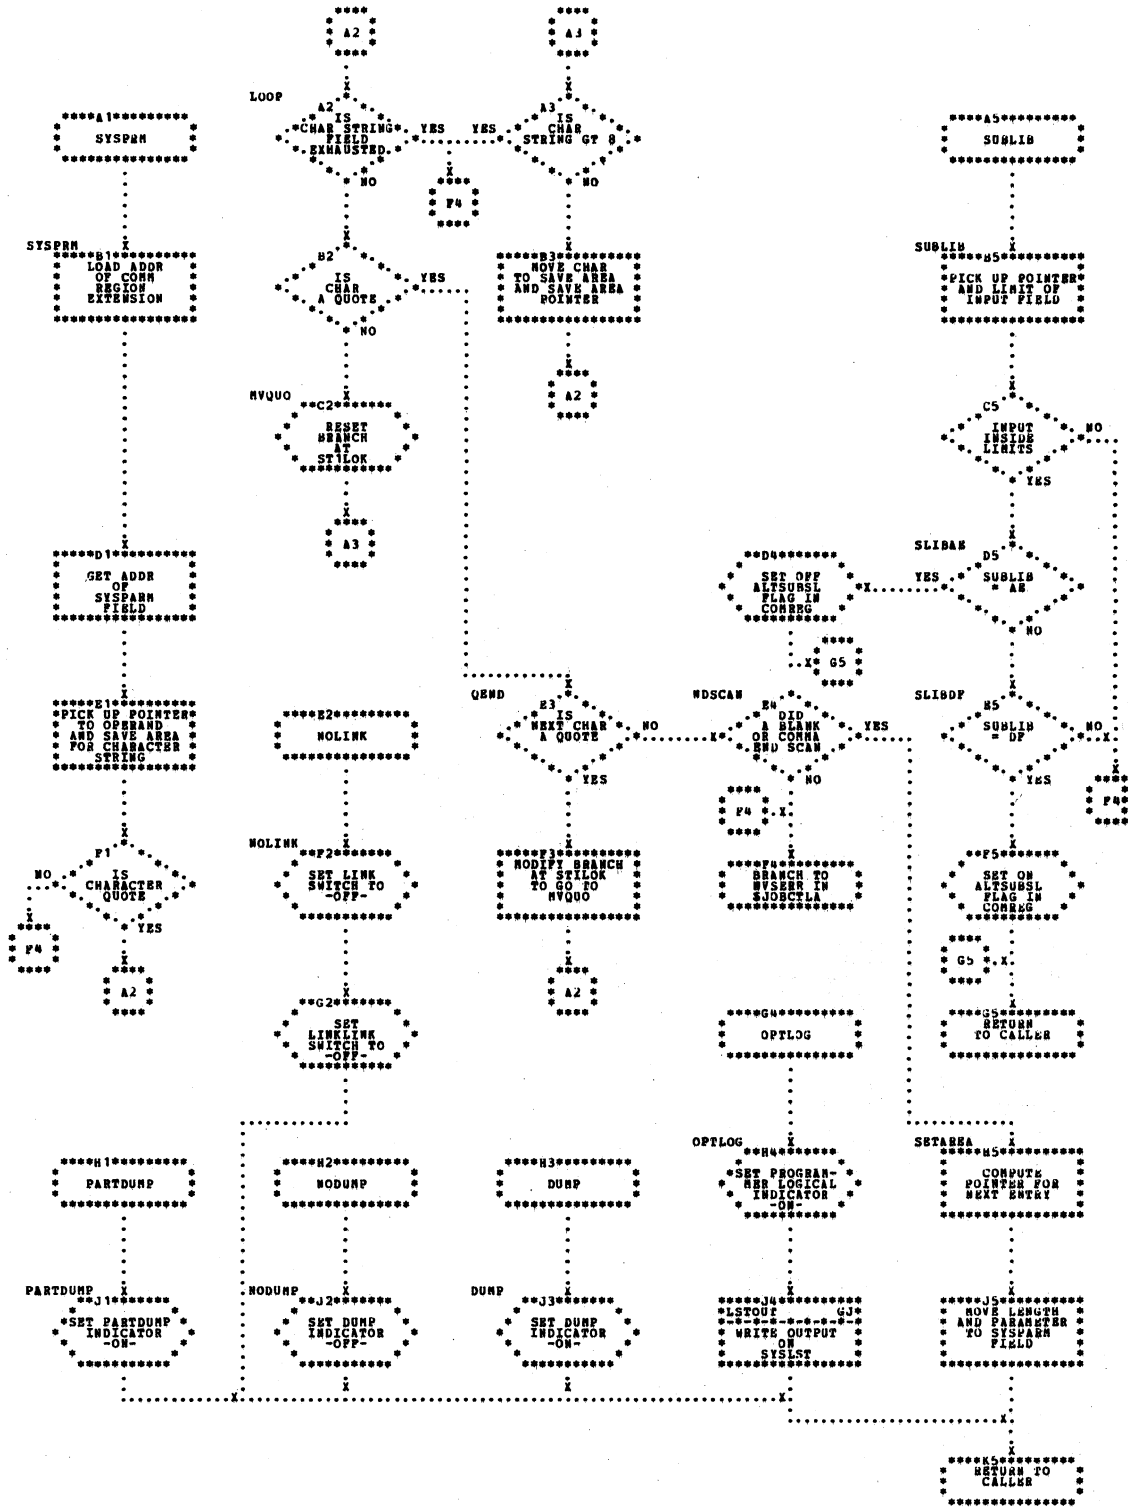 A2
A3
LOOP
A1
SYSPRM
A2
IS
CHAR STRING
FIELD
EXHAUSTED
YES
YES
NO
A3
IS
CHAR
STRING GT 8
NO
F4
A5
SUBLIB
SYSPRM
B1
LOAD ADDR
OF COMM
REGION
EXTENSION
B2
IS
CHAR
A QUOTE
YES
NO
B3
MOVE CHAR
TO SAVE AREA
AND SAVE AREA
POINTER
A2
SUBLIB
B5
PICK UP POINTER
AND LIMIT OF
INPUT FIELD
MVQUO
C2
RESET
BRANCH
AT
ST1LOK
A3
C5
INPUT
INSIDE
LIMITS
NO
YES
D1
GET ADDR
OF
SYSPARM
FIELD
D4
SET OFF
ALTSUBSL
FLAG IN
COMREG
G5
SLIBAE
D5
SUBLIB
= AE
YES
NO
E1
PICK UP POINTER
TO OPERAND
AND SAVE AREA
FOR CHARACTER
STRING
E2
NOLINK
QEND
E3
IS
NEXT CHAR
A QUOTE
NO
YES
NDSCAN
E4
DID
A BLANK
OR COMMA
END SCAN
YES
NO
SLIBDF
E5
SUBLIB
= DF
NO
YES
F4
F4
F1
IS
CHARACTER
QUOTE
NO
YES
F4
A2
NOLINK
F2
SET LINK
SWITCH TO
-OFF-
F3
MODIFY BRANCH
AT STILOK
TO GO TO
MVQUO
A2
F4
BRANCH TO
NVSERR IN
SJOBCTLA
F5
SET ON
ALTSUBSL
FLAG IN
COMREG
G5
G2
SET
LINKLINK
SWITCH TO
-OFF-
G4
OPTLOG
G5
RETURN
TO CALLER
H1
PARTDUMP
H2
NODUMP
H3
DUMP
OPTLOG
H4
SET PROGRAM-
MER LOGICAL
INDICATOR
-ON-
SETAREA
H5
COMPUTE
POINTER FOR
NEXT ENTRY
PARTDUMP
J1
SET PARTDUMP
INDICATOR
-ON-
NODUMP
J2
SET DUMP
INDICATOR
-OFF-
DUMP
J3
SET DUMP
INDICATOR
-ON-
J4
LSTOUT GJ
WRITE OUTPUT
ON
SYSLST
J5
MOVE LENGTH
AND PARAMETER
TO SYSPARM
FIELD
K5
RETURN TO
CALLER